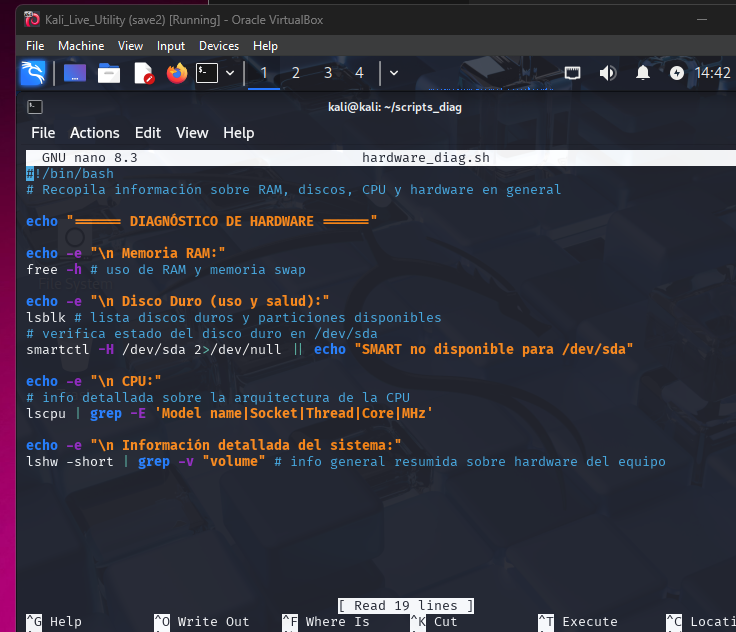 Kali_Live_Utility (save2) [Running] - Oracle VirtualBox
File Machine View Input Devices Help
1 2 3 4 14:42
kali@kali: ~/scripts_diag
File Actions Edit View Help
GNU nano 8.3 hardware_diag.sh
#!/bin/bash
# Recopila información sobre RAM, discos, CPU y hardware en general
echo "====== DIAGNÓSTICO DE HARDWARE ======"
echo -e "\n Memoria RAM:"
free -h # uso de RAM y memoria swap
echo -e "\n Disco Duro (uso y salud):"
lsblk # lista discos duros y particiones disponibles
# verifica estado del disco duro en /dev/sda
smartctl -H /dev/sda 2>/dev/null || echo "SMART no disponible para /dev/sda"
echo -e "\n CPU:"
# info detallada sobre la arquitectura de la CPU
lscpu | grep -E 'Model name|Socket|Thread|Core|MHz'
echo -e "\n Información detallada del sistema:"
lshw -short | grep -v "volume" # info general resumida sobre hardware del equipo
[ Read 19 lines ]
^G Help ^O Write Out ^F Where Is ^K Cut ^T Execute ^C Locati